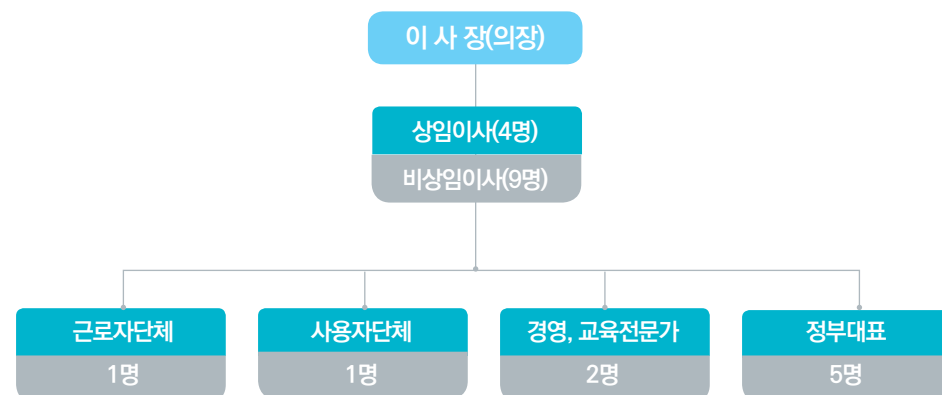 이 사 장(의장)
상임이사(4명)
비상임이사(9명)
근로자단체
1명
사용자단체
1명
경영, 교육전문가
2명
정부대표
5명